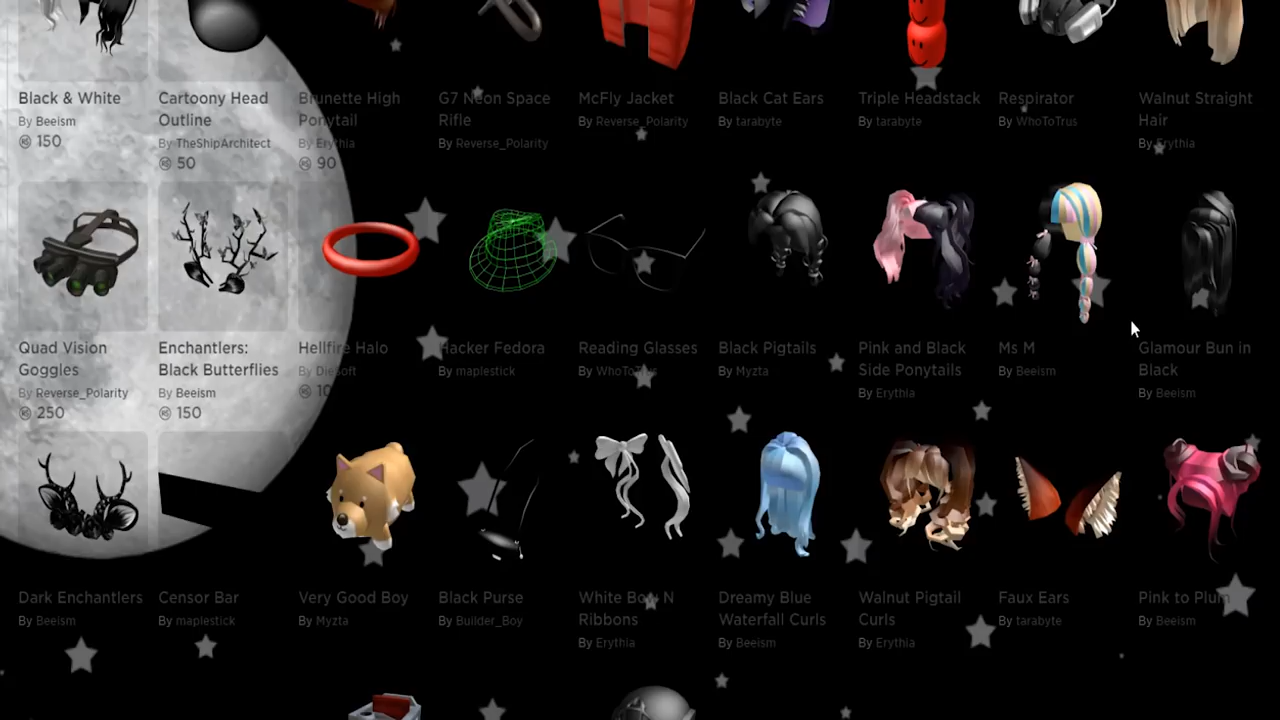 Black & White
By Beeism
150
Cartoony Head
Outline
By TheShipArchitect
50
Brunette High
Ponytail
By Erythia
90
G7 Neon Space
Rifle
By Reverse_Polarity
McFly Jacket
By Reverse_Polarity
Black Cat Ears
By tarabyte
Triple Headstack
By tarabyte
Respirator
By WhoToTrus
Walnut Straight
Hair
By Erythia
Quad Vision
Goggles
By Reverse_Polarity
250
Enchantlers:
Black Butterflies
By Beeism
150
Hellfire Halo
By
Hacker Fedora
By maplestick
Reading Glasses
By WhoToTrus
Black Pigtails
By Myzta
Pink and Black
Side Ponytails
By Erythia
Ms M
By Beeism
Glamour Bun in
Black
By Beeism
Dark Enchantlers
By Beeism
Censor Bar
By maplestick
Very Good Boy
By Myzta
Black Purse
By Builder_Boy
White Bow N
Ribbons
By Erythia
Dreamy Blue
Waterfall Curls
By Beeism
Walnut Pigtail
Curls
By Erythia
Faux Ears
By tarabyte
Pink to Plum
By Beeism